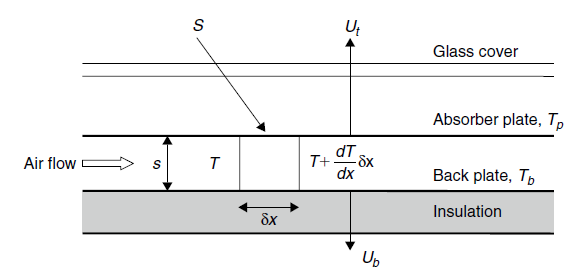 S
U_t
Glass cover
Absorber plate, T_p
Air flow
s
T
T+ dT/dx δx
Back plate, T_b
δx
Insulation
U_b